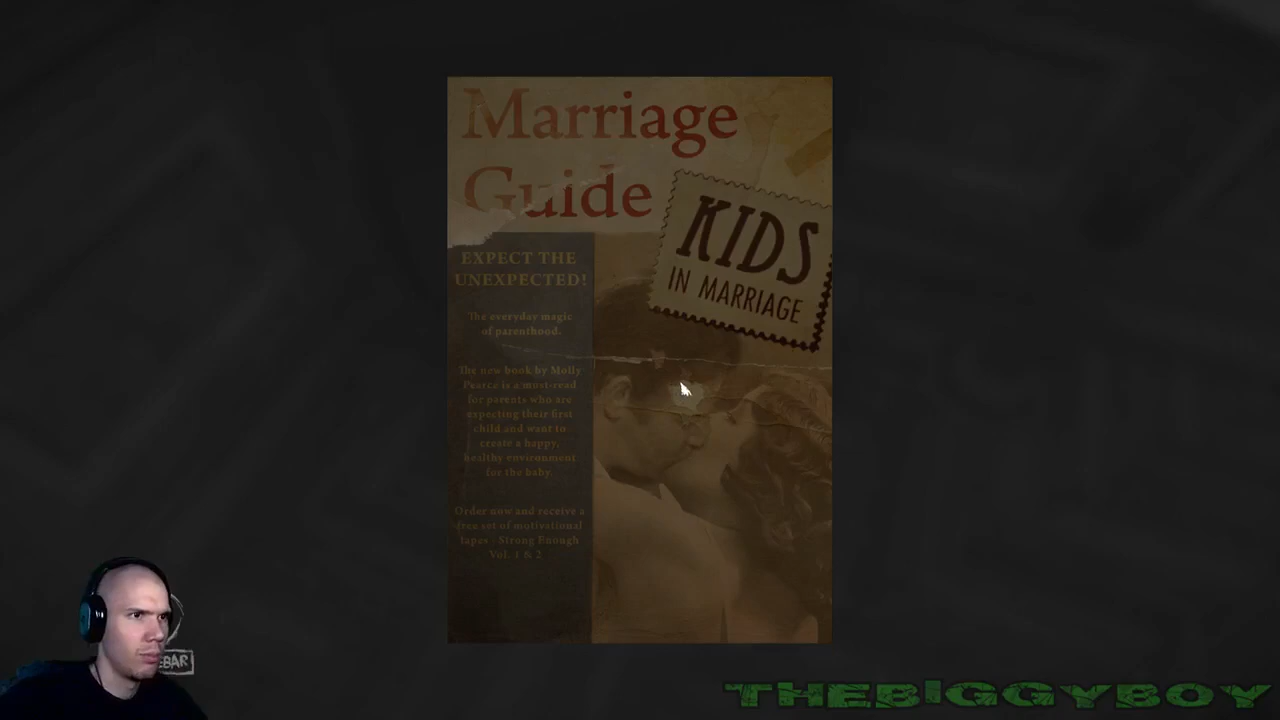 Marriage
Guide
KIDS
IN MARRIAGE
EXPECT THE
UNEXPECTED!
The everyday magic
of parenthood.
The new book by Molly
Pearce is a must-read
for parents who are
expecting their first
child and want to
create a happy,
healthy environment
for the baby.
Order now and receive a
free set of motivational
tapes - Strong Enough
Vol. 1 & 2
EBAR
THEBIGGYBOY